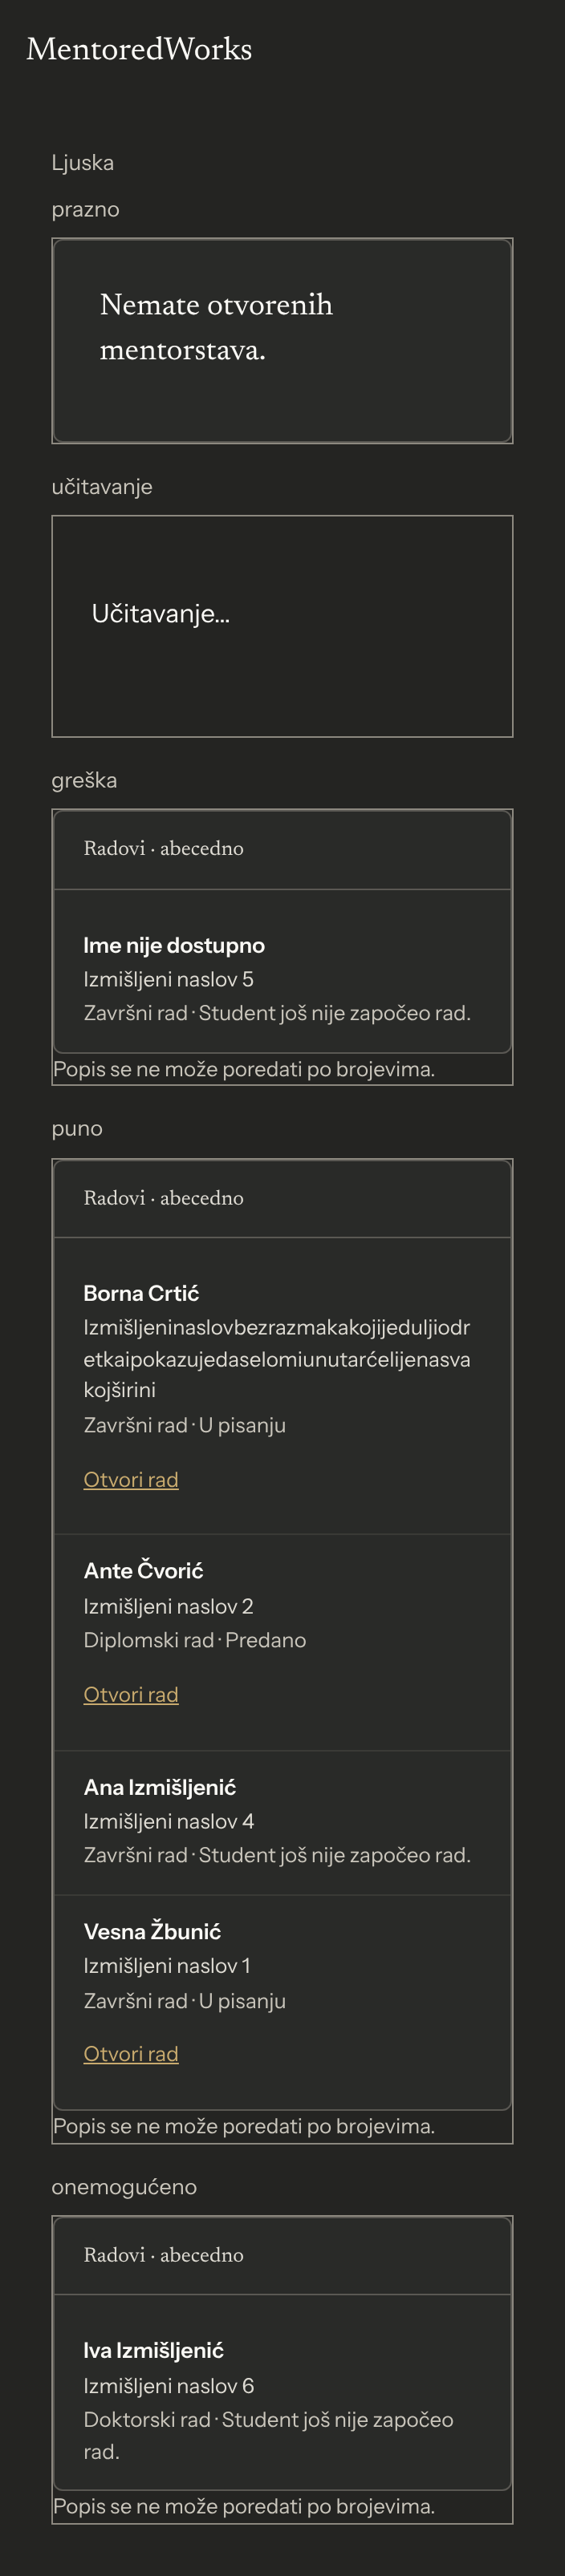 MentoredWorks
Ljuska
prazno
Nemate otvorenih
mentorstava.
učitavanje
Učitavanje…
greška
Radovi · abecedno
Ime nije dostupno
Izmišljeni naslov 5
Završni rad · Student još nije započeo rad.
Popis se ne može poredati po brojevima.
puno
Radovi · abecedno
Borna Crtić
Izmišljeninaslovbezrazmakakojijeduljiodr
etkaipokazujedaselomiunutarćelijenasva
kojširini
Završni rad · U pisanju
Otvori rad
Ante Čvorić
Izmišljeni naslov 2
Diplomski rad · Predano
Otvori rad
Ana Izmišljenić
Izmišljeni naslov 4
Završni rad · Student još nije započeo rad.
Vesna Žbunić
Izmišljeni naslov 1
Završni rad · U pisanju
Otvori rad
Popis se ne može poredati po brojevima.
onemogućeno
Radovi · abecedno
Iva Izmišljenić
Izmišljeni naslov 6
Doktorski rad · Student još nije započeo
rad.
Popis se ne može poredati po brojevima.